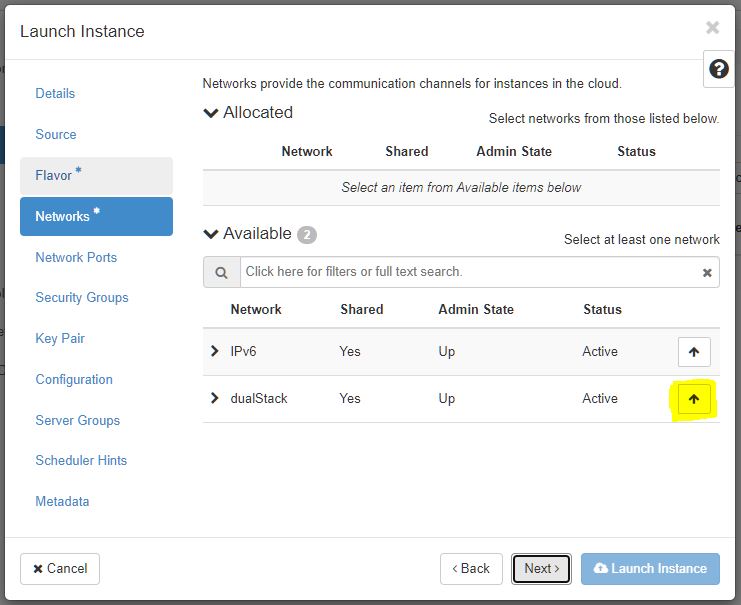 Launch Instance
Networks provide the communication channels for instances in the cloud.
Details
Source
Flavor *
Networks *
Network Ports
Security Groups
Key Pair
Configuration
Server Groups
Scheduler Hints
Metadata
Allocated
Select networks from those listed below.
Network Shared Admin State Status
Select an item from Available items below
Available 2
Select at least one network
Click here for filters or full text search.
Network Shared Admin State Status
IPv6 Yes Up Active
dualStack Yes Up Active
Cancel
Back
Next
Launch Instance